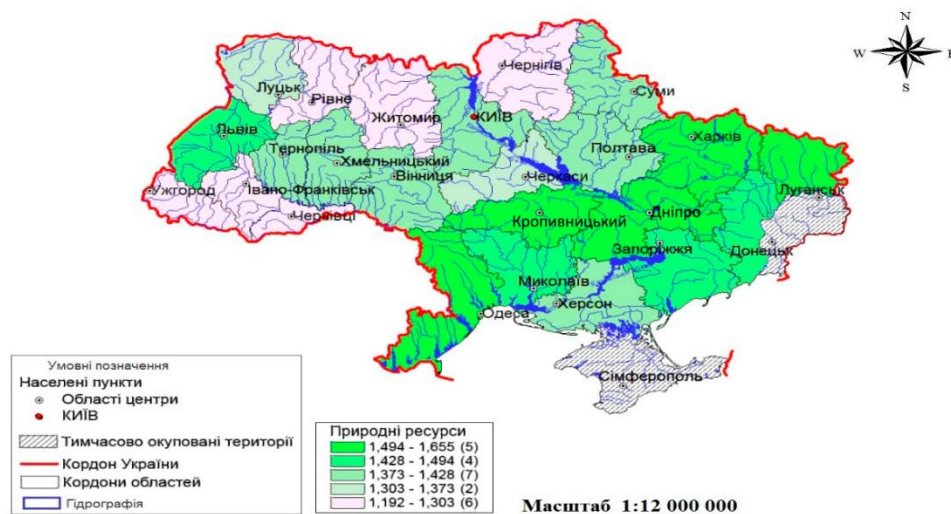 N
W
E
S
Чернігів
Луцьк
Рівне
Суми
Житомир
КИЇВ
Львів
Харків
Полтава
Тернопіль
Хмельницький
Вінниця
Черкаси
Ужгород
Івано-Франківськ
Луганськ
Чернівці
Кропивницький
Дніпро
Запоріжжя
Донецьк
Миколаїв
Херсон
Одеса
Сімферополь
Умовні позначення
Населені пункти
Області центри
КИЇВ
Тимчасово окуповані території
Кордон України
Кордони областей
Гідрографія
Природні ресурси
1,494 - 1,655 (5)
1,428 - 1,494 (4)
1,373 - 1,428 (7)
1,303 - 1,373 (2)
1,192 - 1,303 (6)
Масштаб 1:12 000 000